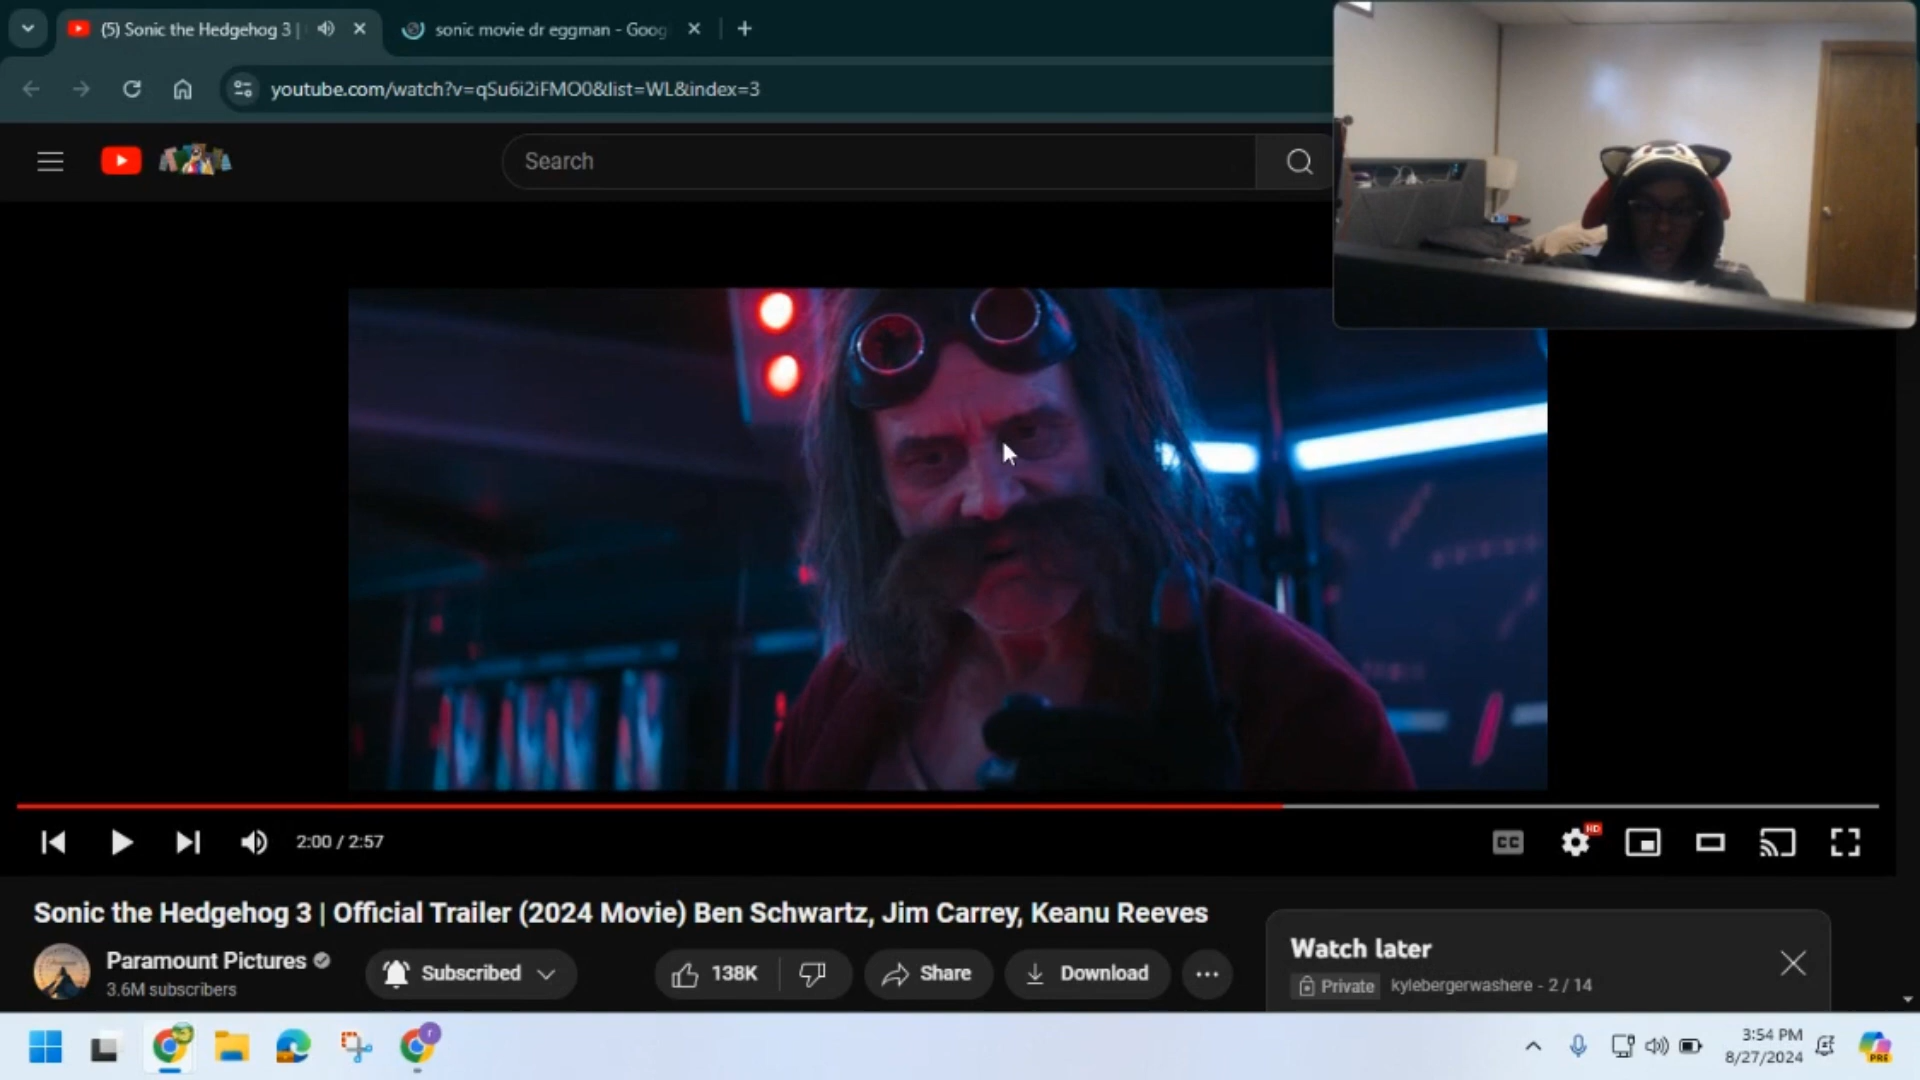 (5) Sonic the Hedgehog 3 |
sonic movie dr eggman - Goog
youtube.com/watch?v=qSu6i2iFMO0&list=WL&index=3
Search
2:00 / 2:57
CC
HD
Sonic the Hedgehog 3 | Official Trailer (2024 Movie) Ben Schwartz, Jim Carrey, Keanu Reeves
Paramount Pictures
3.6M subscribers
Subscribed
138K
Share
Download
Watch later
Private
kylebergerwashere - 2 / 14
r
3:54 PM
8/27/2024
PRE